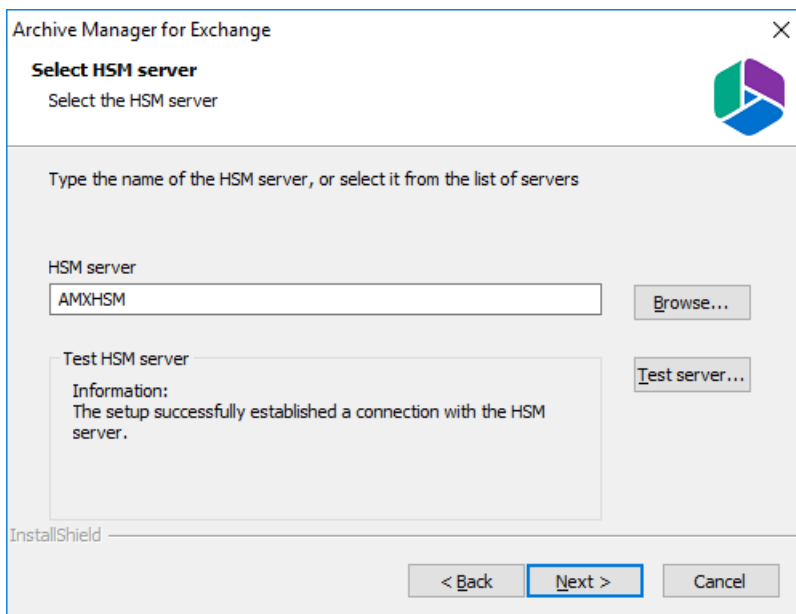 Archive Manager for Exchange
Select HSM server
Select the HSM server
Type the name of the HSM server, or select it from the list of servers
HSM server
AMXHSM
Browse...
Test HSM server
Test server...
Information:
The setup successfully established a connection with the HSM
server.
InstallShield
< Back
Next >
Cancel